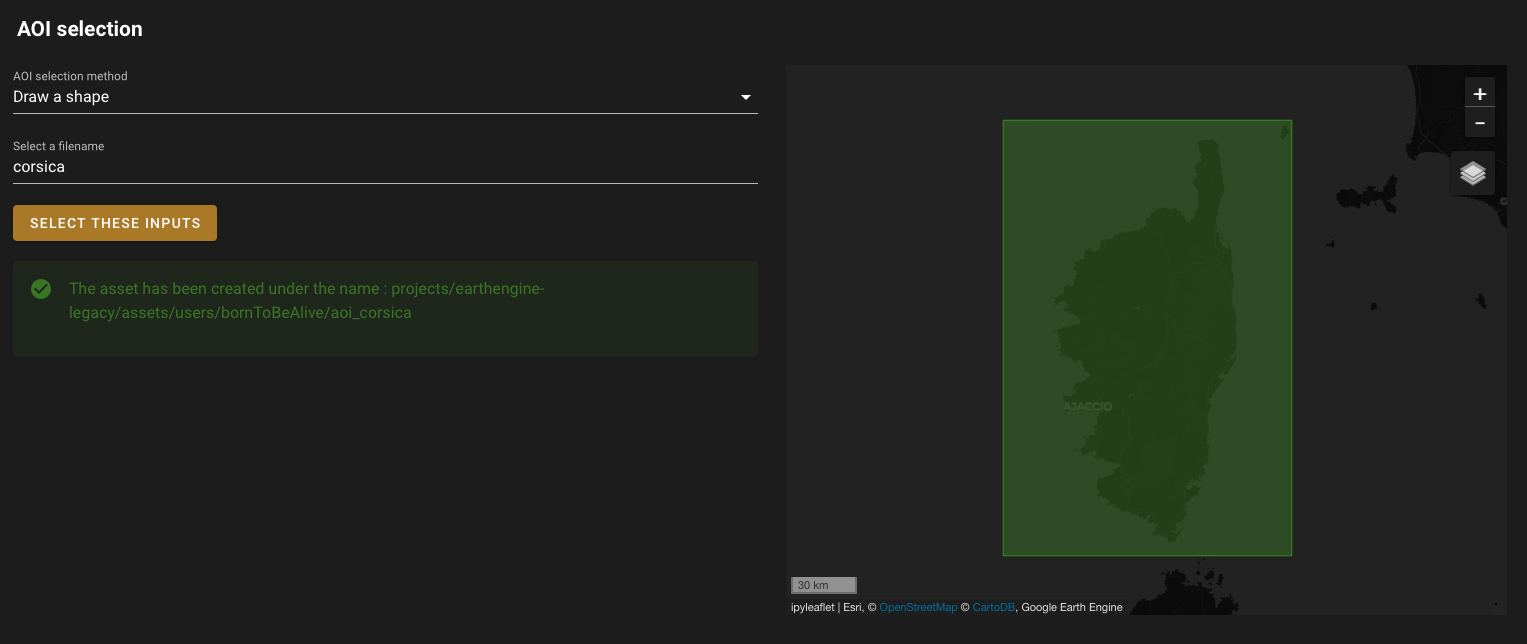 AOI selection
AOI selection method
Draw a shape
Select a filename
corsica
SELECT THESE INPUTS
The asset has been created under the name : projects/earthengine-
legacy/assets/users/bornToBeAlive/aoi_corsica
+
-
AJACCIO
30 km
ipyleaflet | Esri, © OpenStreetMap © CartoDB, Google Earth Engine